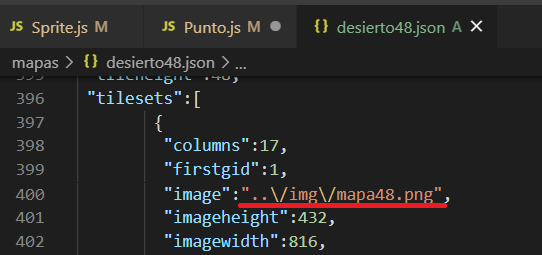 JS Sprite.js M
JS Punto.js M
{} desierto48.json A ✕
mapas > {} desierto48.json > ...
395 "tileheight":48,
396 "tilesets":[
397 {
398 "columns":17,
399 "firstgid":1,
400 "image":"..\/img\/mapa48.png",
401 "imageheight":432,
402 "imagewidth":816,